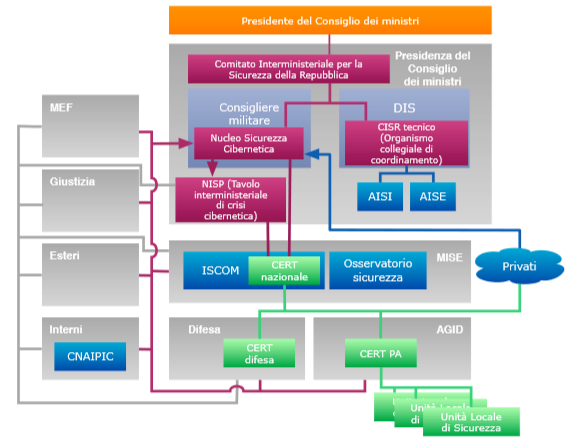 Presidente del Consiglio dei ministri
Comitato Interministeriale per la
Sicurezza della Repubblica
Presidenza del
Consiglio
dei ministri
MEF
Consigliere
militare
DIS
Nucleo Sicurezza
Cibernetica
CISR tecnico
(Organismo
collegiale di
coordinamento)
Giustizia
NISP (Tavolo
interministeriale
di crisi
cibernetica)
AISI
AISE
Esteri
ISCOM
CERT
nazionale
Osservatorio
sicurezza
MISE
Privati
Interni
CNAIPIC
Difesa
CERT
difesa
AGID
CERT PA
Unità Locale
di
Unità Locale
di Sicurezza